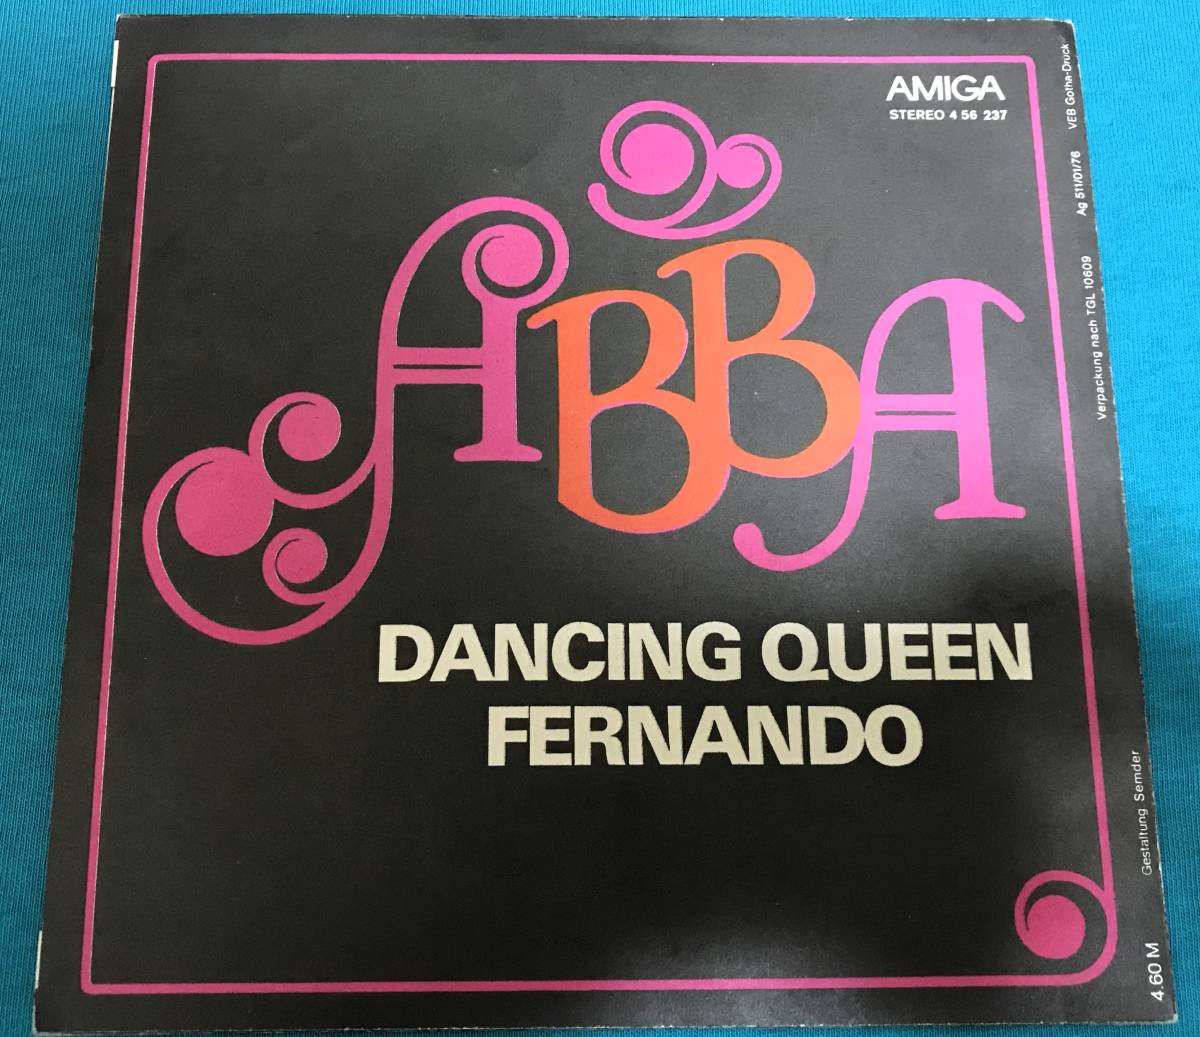 AMIGA
STEREO 4 56 237
ABBA
DANCING QUEEN
FERNANDO
VEB Gotha-Druck
Ag 511/01/76
Verpackung nach TGL 10609
Gestaltung Semder
4.60 M